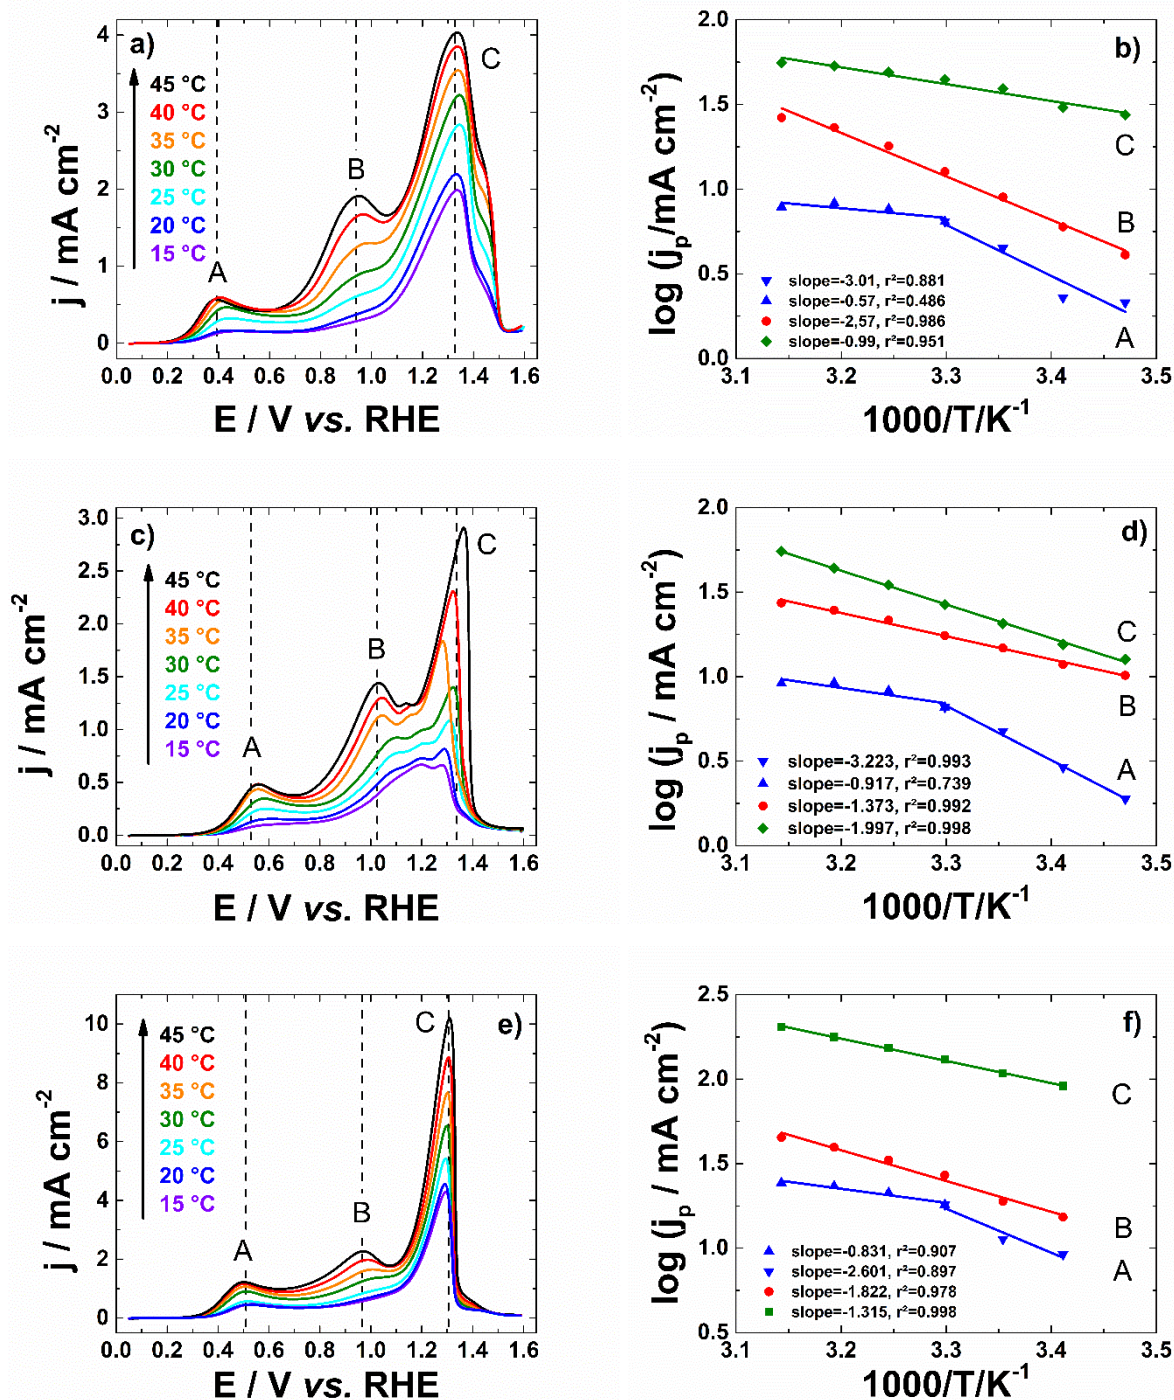 a)
45 °C
40 °C
35 °C
30 °C
25 °C
20 °C
15 °C
A
B
C
4
2
0
0.0 0.2 0.4 0.6 0.8 1.0 1.2 1.4 1.6
j / mA cm-2
E / V vs. RHE
b)
2.0
1.5
1.0
0.5
0.0
C
B
A
slope=-3.01, r²=0.881
slope=-0.57, r²=0.486
slope=-2,57, r²=0.986
slope=-0.99, r²=0.951
3.1 3.2 3.3 3.4 3.5
log (jp/mA cm-2)
1000/T/K-1
c)
45 °C
40 °C
35 °C
30 °C
25 °C
20 °C
15 °C
A
B
C
3.0
2.5
2.0
1.5
1.0
0.5
0.0
0.0 0.2 0.4 0.6 0.8 1.0 1.2 1.4 1.6
j / mA cm-2
E / V vs. RHE
d)
2.0
1.5
1.0
0.5
0.0
C
B
A
slope=-3.223, r²=0.993
slope=-0.917, r²=0.739
slope=-1.373, r²=0.992
slope=-1.997, r²=0.998
3.1 3.2 3.3 3.4 3.5
log (jp / mA cm-2)
1000/T/K-1
e)
45 °C
40 °C
35 °C
30 °C
25 °C
20 °C
15 °C
A
B
C
10
8
6
4
2
0
0.0 0.2 0.4 0.6 0.8 1.0 1.2 1.4 1.6
j / mA cm-2
E / V vs. RHE
f)
2.5
2.0
1.5
1.0
0.5
C
B
A
slope=-0.831, r²=0.907
slope=-2.601, r²=0.897
slope=-1.822, r²=0.978
slope=-1.315, r²=0.998
3.1 3.2 3.3 3.4 3.5
log (jp / mA cm-2)
1000/T/K-1